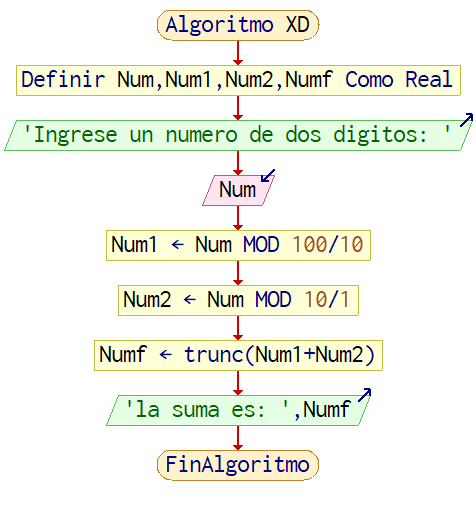 Algoritmo XD
Definir Num,Num1,Num2,Numf Como Real
'Ingrese un numero de dos digitos: '
Num
Num1 ← Num MOD 100/10
Num2 ← Num MOD 10/1
Numf ← trunc(Num1+Num2)
'la suma es: ',Numf
FinAlgoritmo